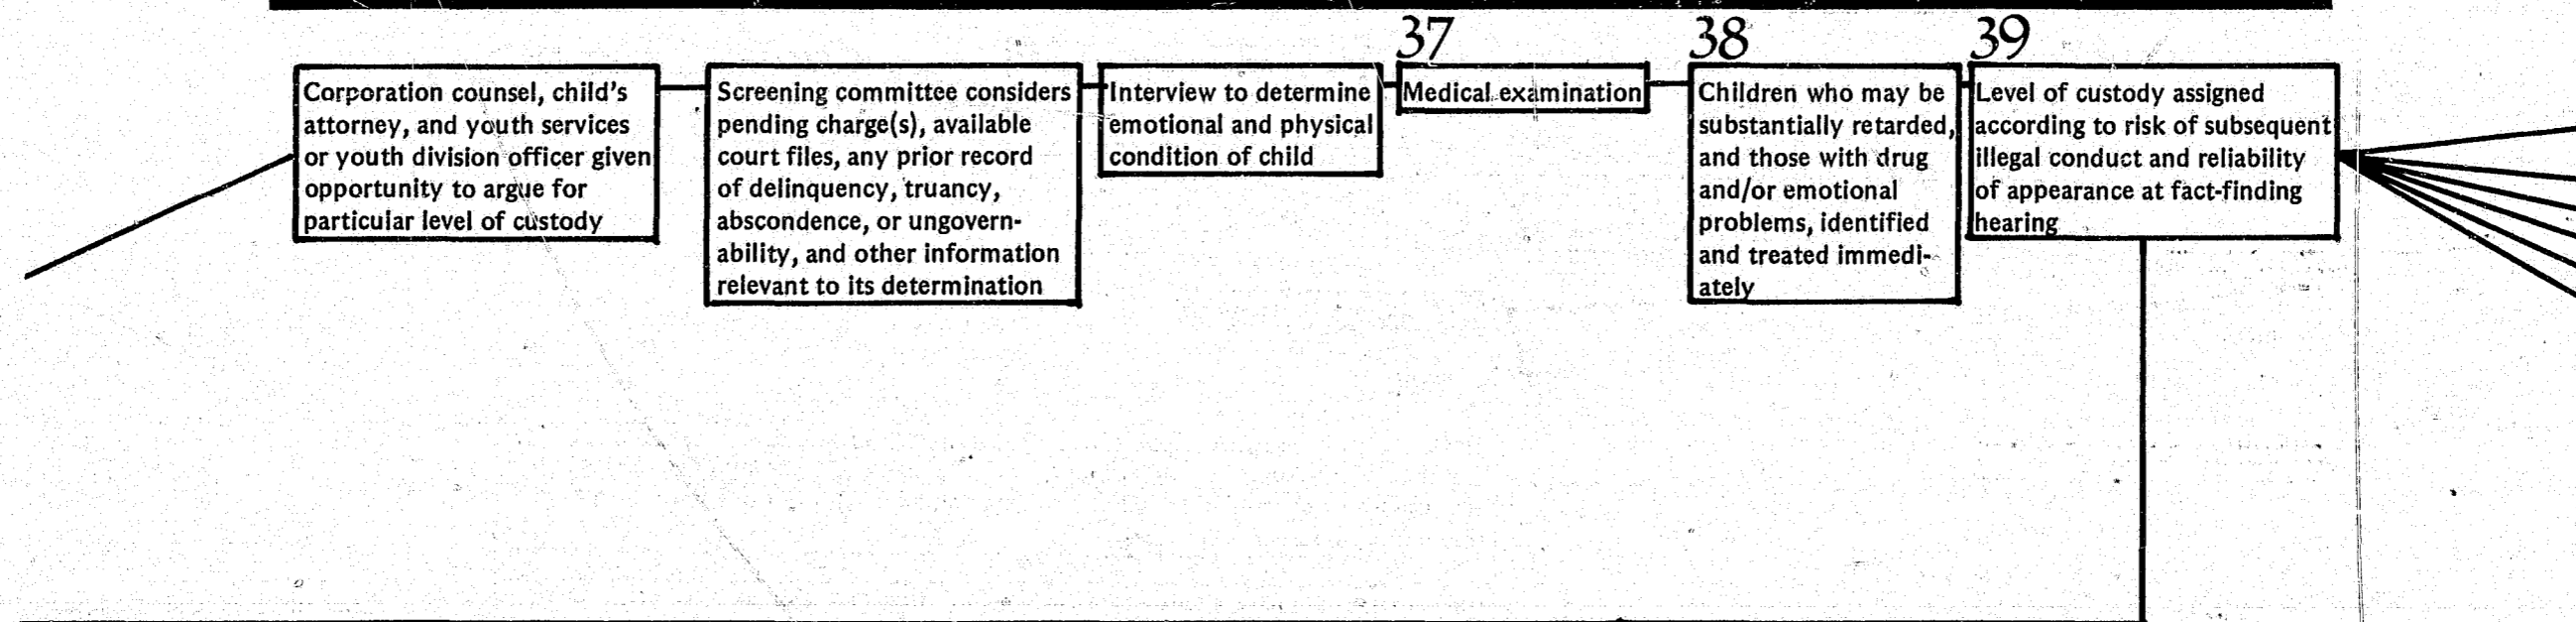 Corporation counsel, child's
attorney, and youth services
or youth division officer given
opportunity to argue for
particular level of custody
Screening committee considers
pending charge(s), available
court files, any prior record
of delinquency, truancy,
abscondence, or ungovern-
ability, and other information
relevant to its determination
Interview to determine
emotional and physical
condition of child
37
Medical examination
38
Children who may be
substantially retarded,
and those with drug
and/or emotional
problems, identified
and treated immedi-
ately
39
Level of custody assigned
according to risk of subsequent
illegal conduct and reliability
of appearance at fact-finding
hearing